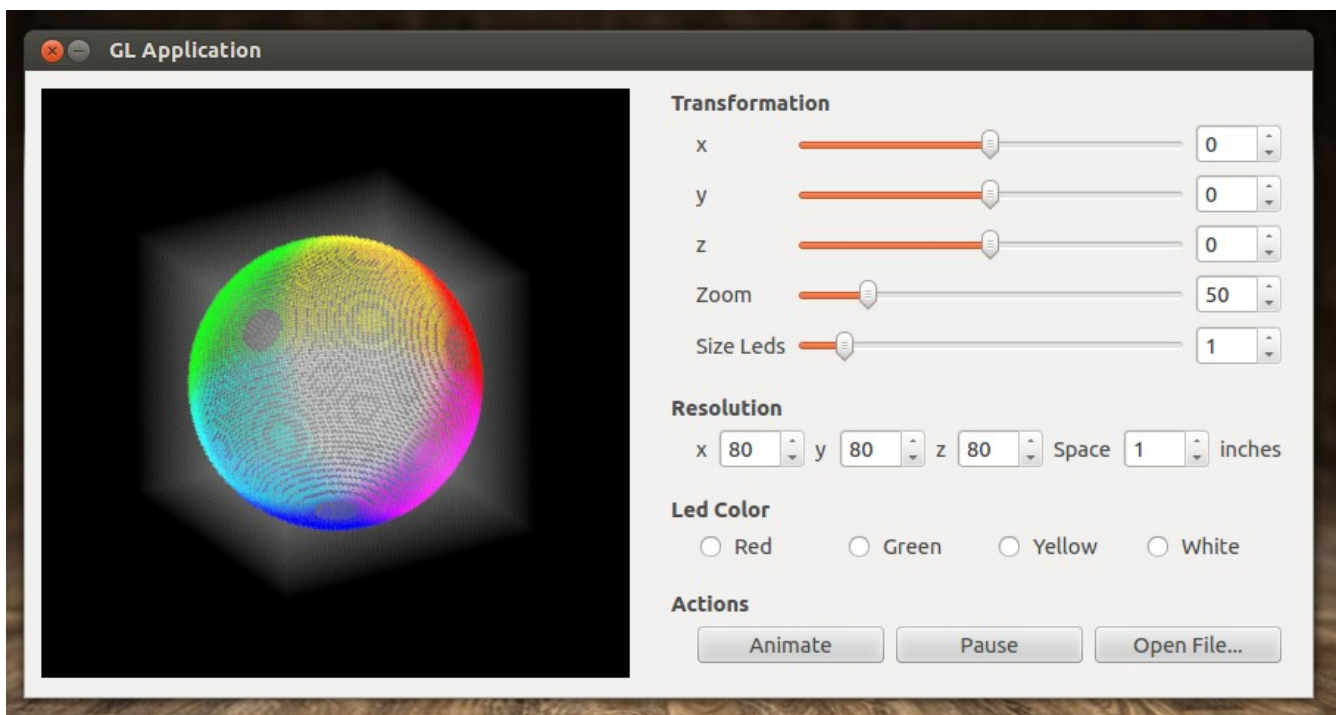 GL Application
Transformation
x 0
y 0
z 0
Zoom 50
Size Leds 1
Resolution
x 80 y 80 z 80 Space 1 inches
Led Color
Red Green Yellow White
Actions
Animate Pause Open File...